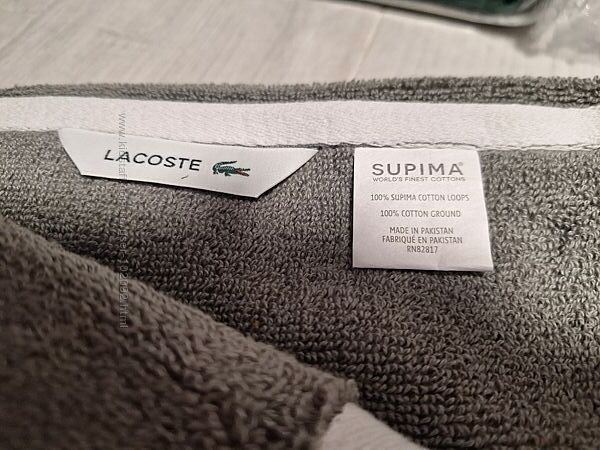 LACOSTE
SUPIMA®
WORLD'S FINEST COTTONS
100% SUPIMA COTTON LOOPS
100% COTTON GROUND
MADE IN PAKISTAN
FABRIQUÉ EN PAKISTAN
RN82817